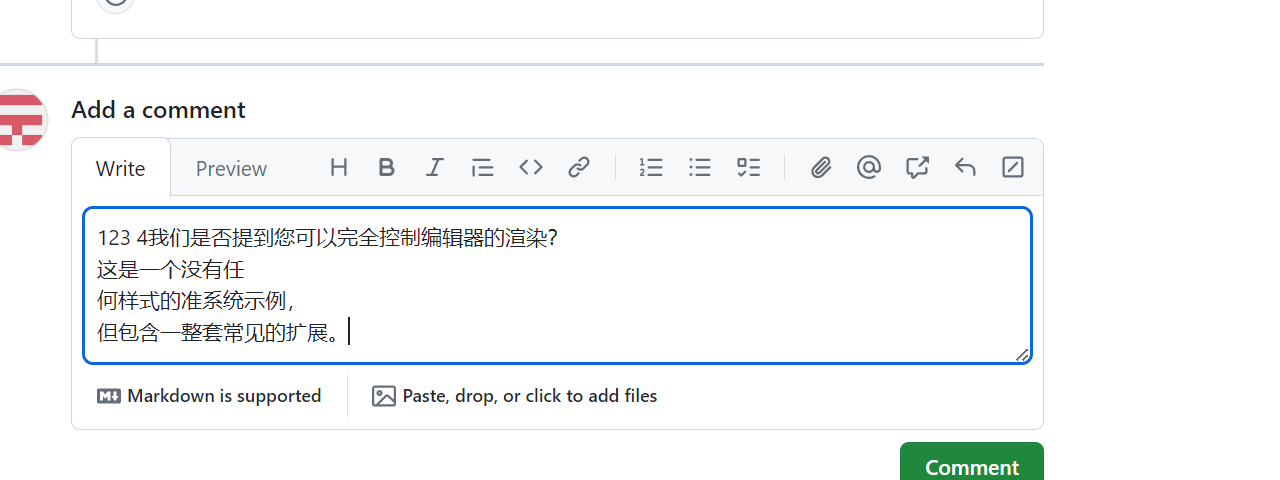 Add a comment
Write
Preview
123 4我们是否提到您可以完全控制编辑器的渲染？
这是一个没有任
何样式的准系统示例，
但包含一整套常见的扩展。
Markdown is supported
Paste, drop, or click to add files
Comment